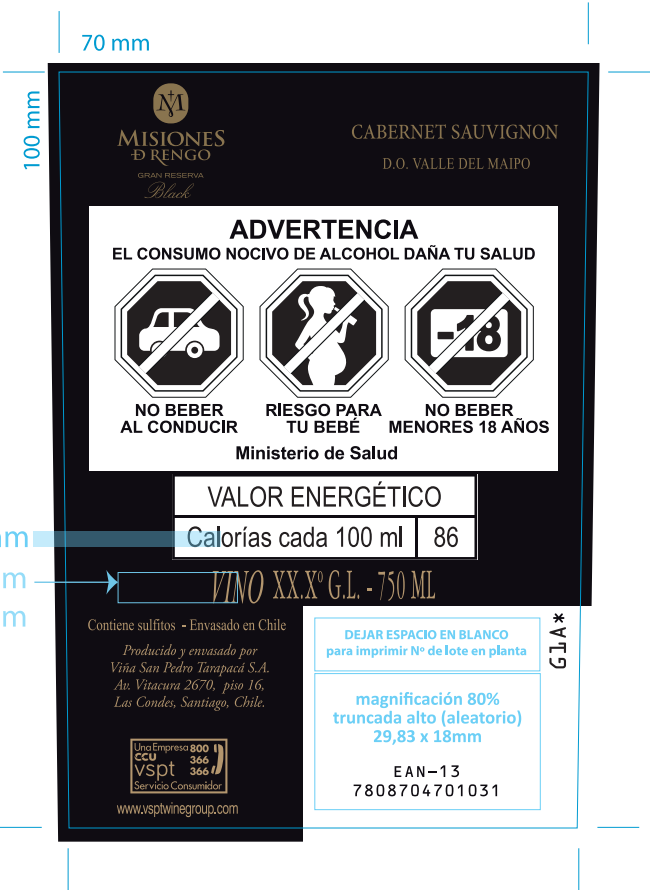 70 mm
100 mm
M
MISIONES
D RENGO
GRAN RESERVA
Black
CABERNET SAUVIGNON
D.O. VALLE DEL MAIPO
ADVERTENCIA
EL CONSUMO NOCIVO DE ALCOHOL DAÑA TU SALUD
-18
NO BEBER
AL CONDUCIR
RIESGO PARA
TU BEBÉ
NO BEBER
MENORES 18 AÑOS
Ministerio de Salud
VALOR ENERGÉTICO
Calorías cada 100 ml 86
VINO XX.X° G.L. - 750 ML
Contiene sulfitos - Envasado en Chile
Producido y envasado por
Viña San Pedro Tarapacá S.A.
Av. Vitacura 2670, piso 16,
Las Condes, Santiago, Chile.
Una Empresa
CCU
vspt
800
366
366
Servicio Consumidor
www.vsptwinegroup.com
DEJAR ESPACIO EN BLANCO
para imprimir Nº de lote en planta
G1A*
magnificación 80%
truncada alto (aleatorio)
29,83 x 18mm
EAN-13
7808704701031